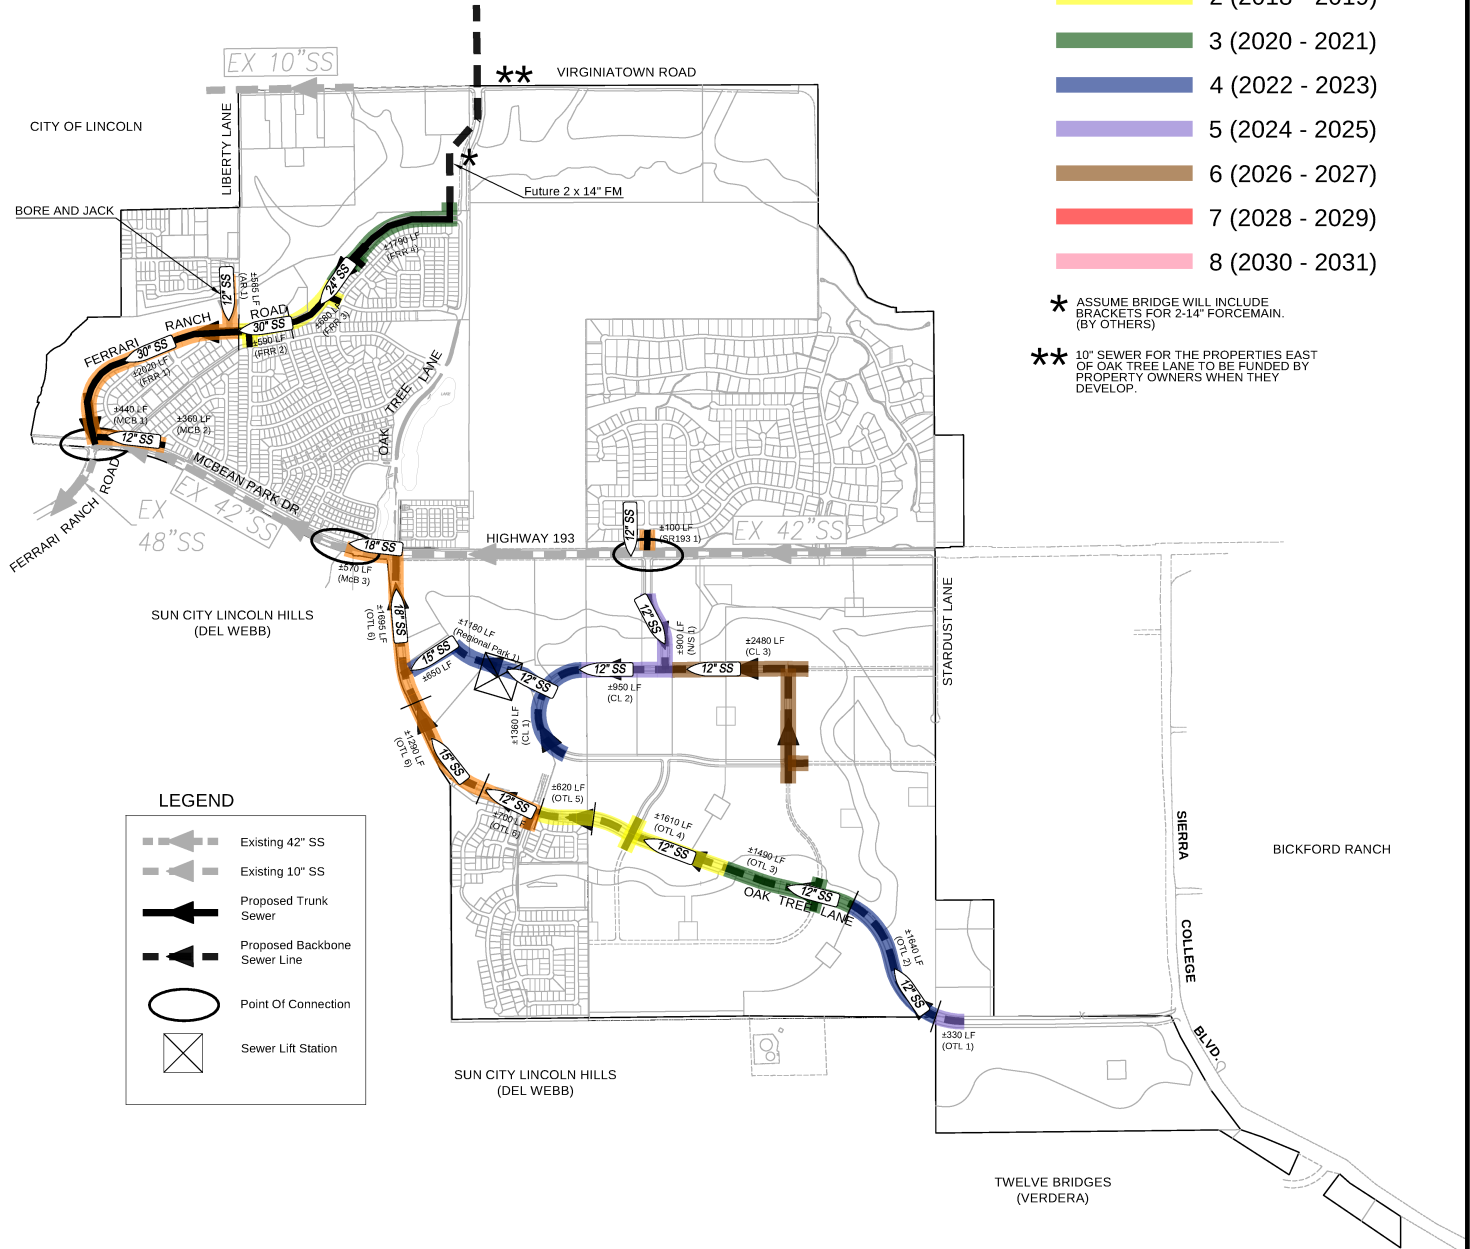 2 (2018 - 2019)
3 (2020 - 2021)
4 (2022 - 2023)
5 (2024 - 2025)
6 (2026 - 2027)
7 (2028 - 2029)
8 (2030 - 2031)
* ASSUME BRIDGE WILL INCLUDE
BRACKETS FOR 2-14" FORCEMAIN.
(BY OTHERS)
** 10" SEWER FOR THE PROPERTIES EAST
OF OAK TREE LANE TO BE FUNDED BY
PROPERTY OWNERS WHEN THEY
DEVELOP.
EX 10"SS
**
VIRGINIATOWN ROAD
CITY OF LINCOLN
LIBERTY LANE
*
Future 2 x 14" FM
BORE AND JACK
±1790 LF
(FRR 4)
24" SS
12" SS
±565 LF
(AR 1)
±680 LF
(FRR 3)
FERRARI RANCH ROAD
30" SS
±590 LF
(FRR 2)
30" SS
±2020 LF
(FRR 1)
±440 LF
(MCB 1)
±360 LF
(MCB 2)
12" SS
OAK TREE LANE
LAKE
MCBEAN PARK DR
FERRARI RANCH ROAD
EX
48"SS
EX 42"SS
18" SS
±570 LF
(McB 3)
HIGHWAY 193
12" SS
±100 LF
(SR193 1)
EX 42"SS
STARDUST LANE
SUN CITY LINCOLN HILLS
(DEL WEBB)
±1695 LF
(OTL 6)
18" SS
±1180 LF
(Regional Park 1)
15" SS
±650 LF
12" SS
12" SS
±900 LF
(N/S 1)
12" SS
±950 LF
(CL 2)
12" SS
±2480 LF
(CL 3)
±1360 LF
(CL 1)
±1290 LF
(OTL 6)
15" SS
12" SS
±700 LF
(OTL 6)
±620 LF
(OTL 5)
±1610 LF
(OTL 4)
12" SS
±1490 LF
(OTL 3)
12" SS
OAK TREE LANE
±1640 LF
(OTL 2)
12" SS
±330 LF
(OTL 1)
SIERRA
COLLEGE
BLVD.
BICKFORD RANCH
SUN CITY LINCOLN HILLS
(DEL WEBB)
TWELVE BRIDGES
(VERDERA)
LEGEND
Existing 42" SS
Existing 10" SS
Proposed Trunk
Sewer
Proposed Backbone
Sewer Line
Point Of Connection
Sewer Lift Station